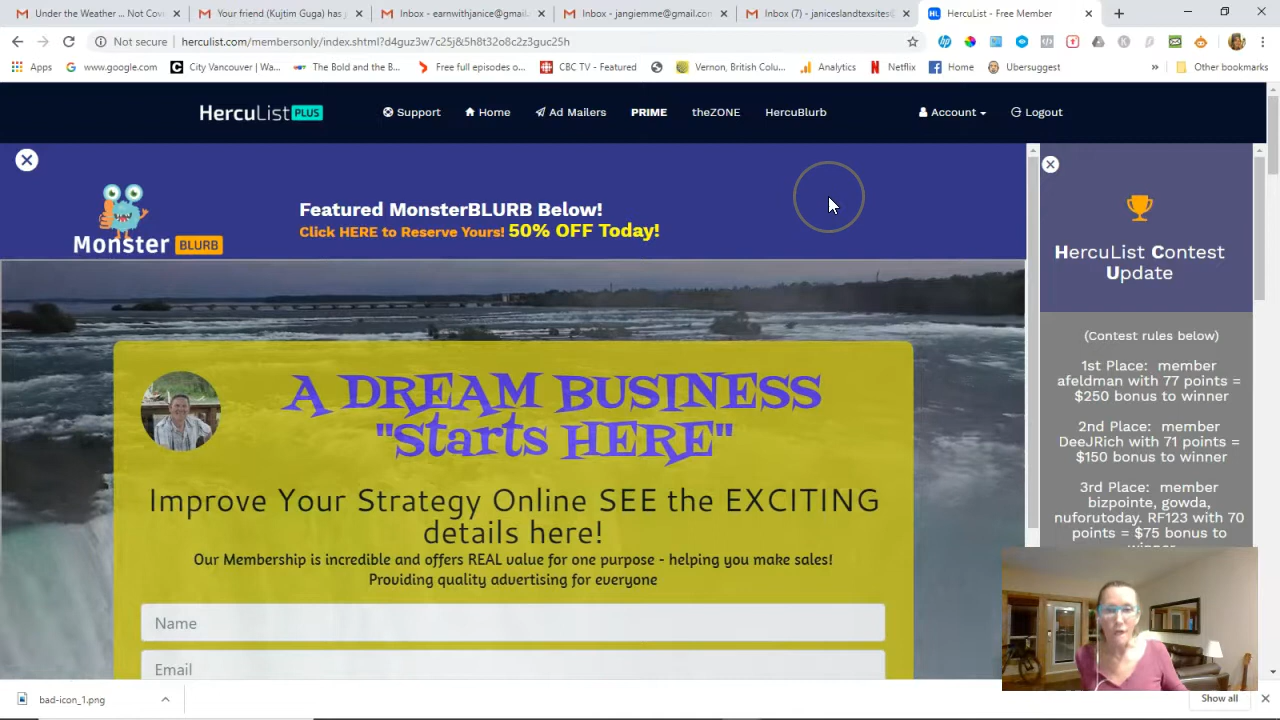 Under the Weather ... Not Cov
Your friend (Kujtim Guga) has j
Inbox - earnwithjanice@gmail.
Inbox - jangiemme@gmail.com
Inbox (7) - janiceslandtexsites@
HercuList - Free Member
Not secure | herculist.com/membersonly/index.shtml?d4guz3w7c25j&5h8t32o8c2z3guc25h
Apps
www.google.com
City Vancouver | Wa...
The Bold and the B...
Free full episodes o...
CBC TV - Featured
Vernon, British Colu...
Analytics
Netflix
Home
Ubersuggest
Other bookmarks
HercuList PLUS
Support
Home
Ad Mailers
PRIME
theZONE
HercuBlurb
Account
Logout
Monster BLURB
Featured MonsterBLURB Below!
Click HERE to Reserve Yours! 50% OFF Today!
A DREAM BUSINESS
"Starts HERE"
Improve Your Strategy Online SEE the EXCITING
details here!
Our Membership is incredible and offers REAL value for one purpose - helping you make sales!
Providing quality advertising for everyone
Name
Email
HercuList Contest
Update
(Contest rules below)
1st Place: member
afeldman with 77 points =
$250 bonus to winner
2nd Place: member
DeeJRich with 71 points =
$150 bonus to winner
3rd Place: member
bizpointe, gowda,
nuforutoday. RF123 with 70
points = $75 bonus to
winner
bad-icon_1.png
Show all